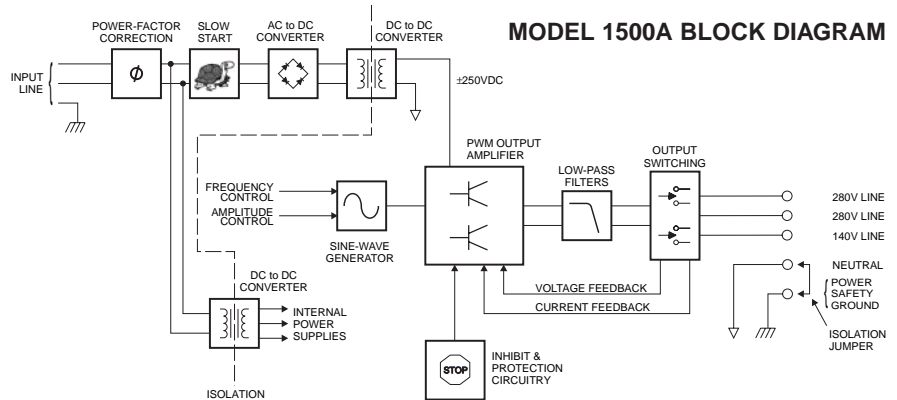 MODEL 1500A BLOCK DIAGRAM
POWER-FACTOR
CORRECTION
SLOW
START
AC to DC
CONVERTER
DC to DC
CONVERTER
INPUT
LINE
ϕ
±250VDC
PWM OUTPUT
AMPLIFIER
LOW-PASS
FILTERS
OUTPUT
SWITCHING
FREQUENCY
CONTROL
AMPLITUDE
CONTROL
SINE-WAVE
GENERATOR
280V LINE
280V LINE
140V LINE
NEUTRAL
POWER
SAFETY
GROUND
ISOLATION
JUMPER
VOLTAGE FEEDBACK
CURRENT FEEDBACK
DC to DC
CONVERTER
INTERNAL
POWER
SUPPLIES
STOP
INHIBIT &
PROTECTION
CIRCUITRY
ISOLATION